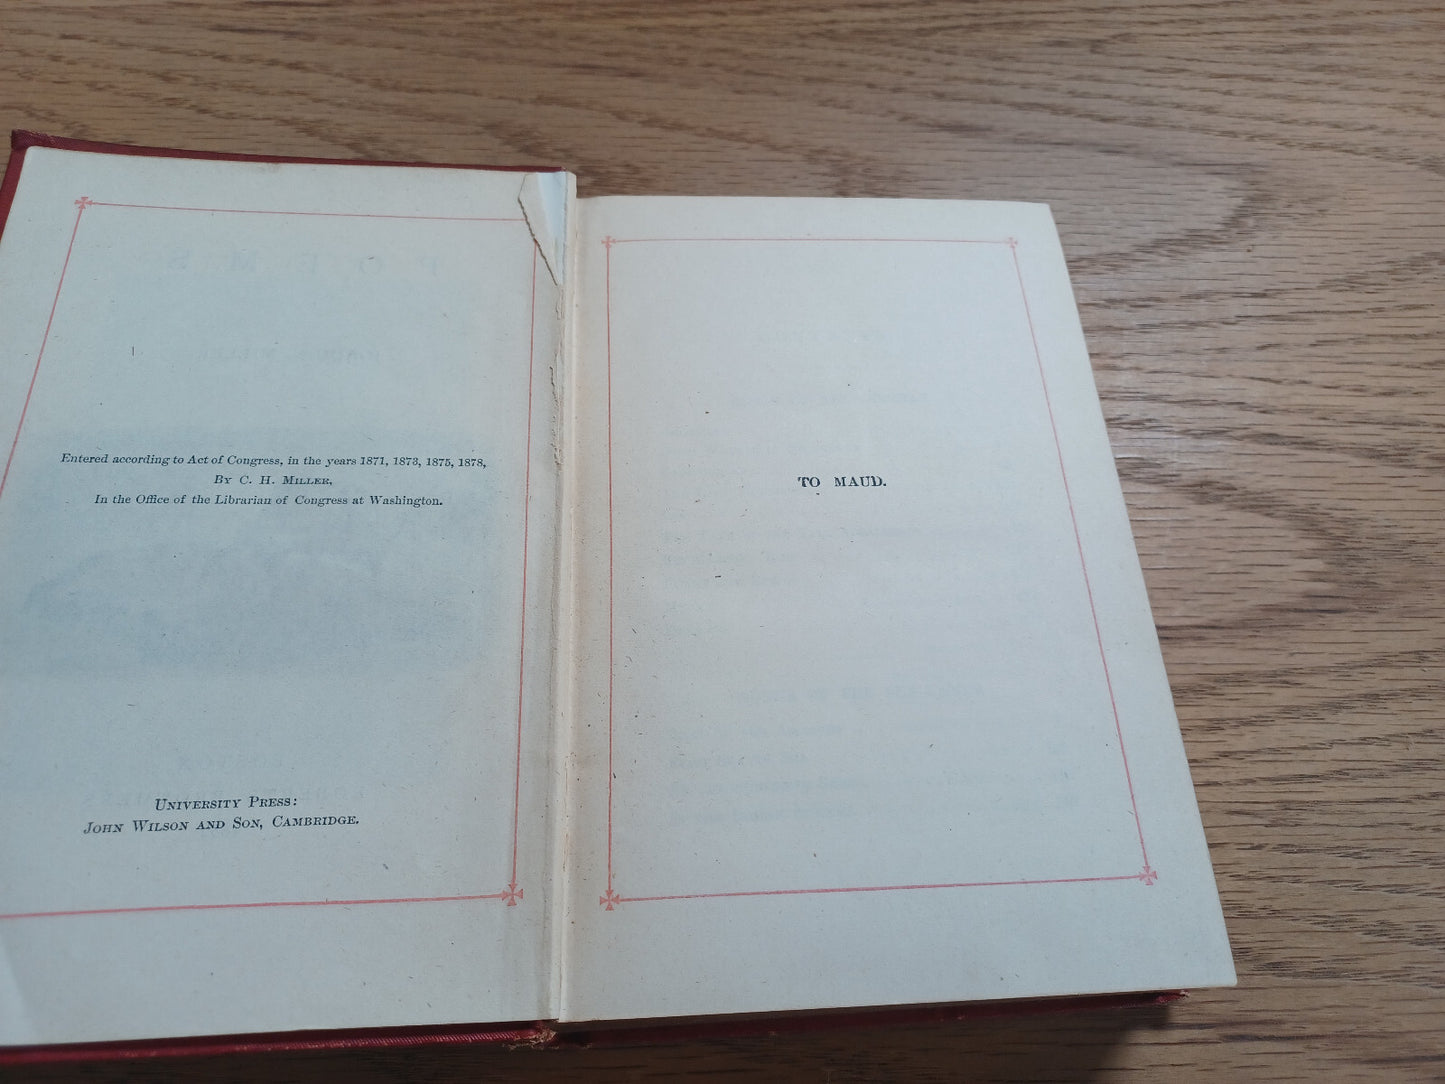 Entered according to Act of Congress, in the years 1871, 1873, 1875, 1878,
By C. H. Miller,
In the Office of the Librarian of Congress at Washington.
University Press:
John Wilson and Son, Cambridge.
TO MAUD.